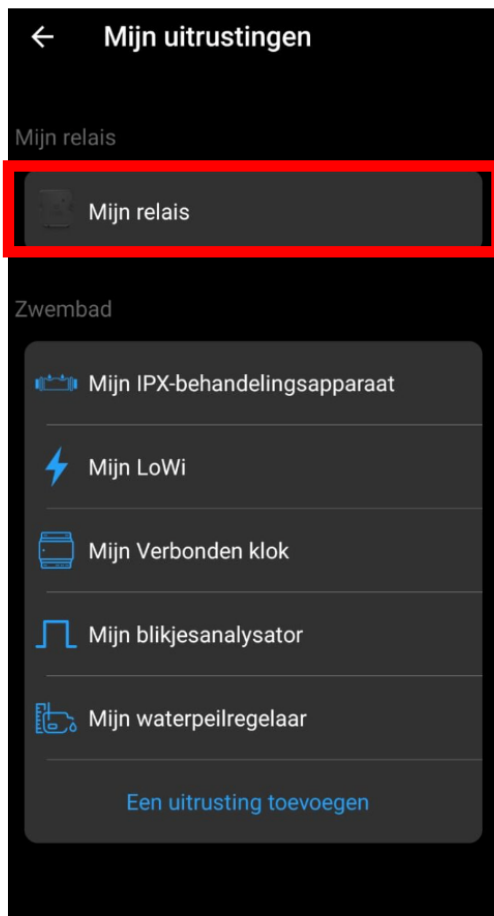 Mijn uitrustingen
Mijn relais
Mijn relais
Zwembad
Mijn IPX-behandelingsapparaat
Mijn LoWi
Mijn Verbonden klok
Mijn blikjesanalysator
Mijn waterpeilregelaar
Een uitrusting toevoegen